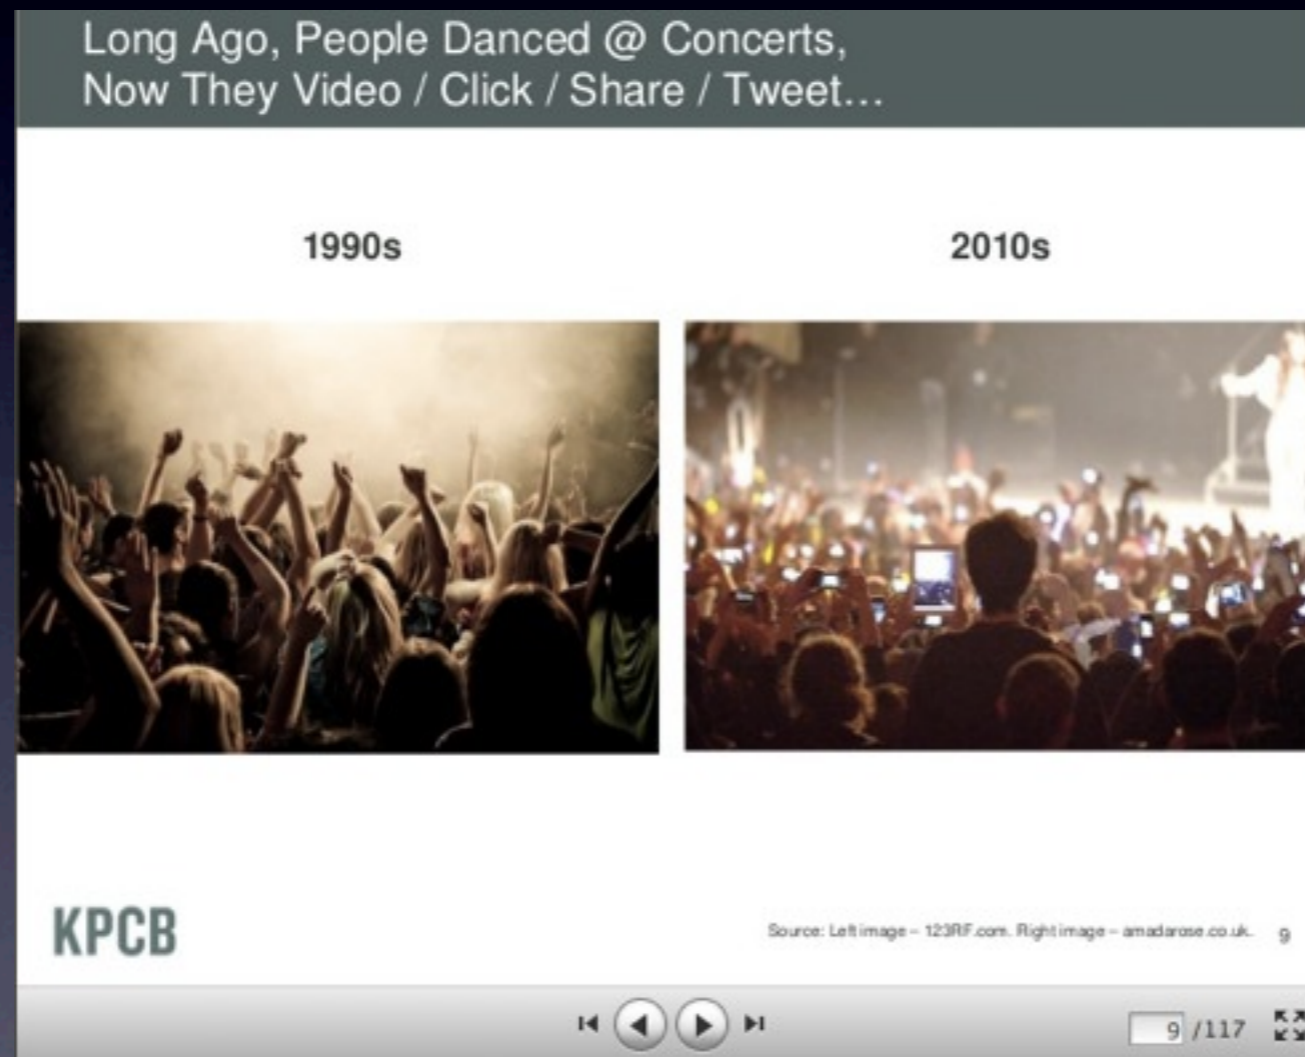 Long Ago, People Danced @ Concerts,
Now They Video / Click / Share / Tweet...
1990s
2010s
KPCB
Source: Left image – 123RF.com. Right image – amadarose.co.uk.
9
9 /117